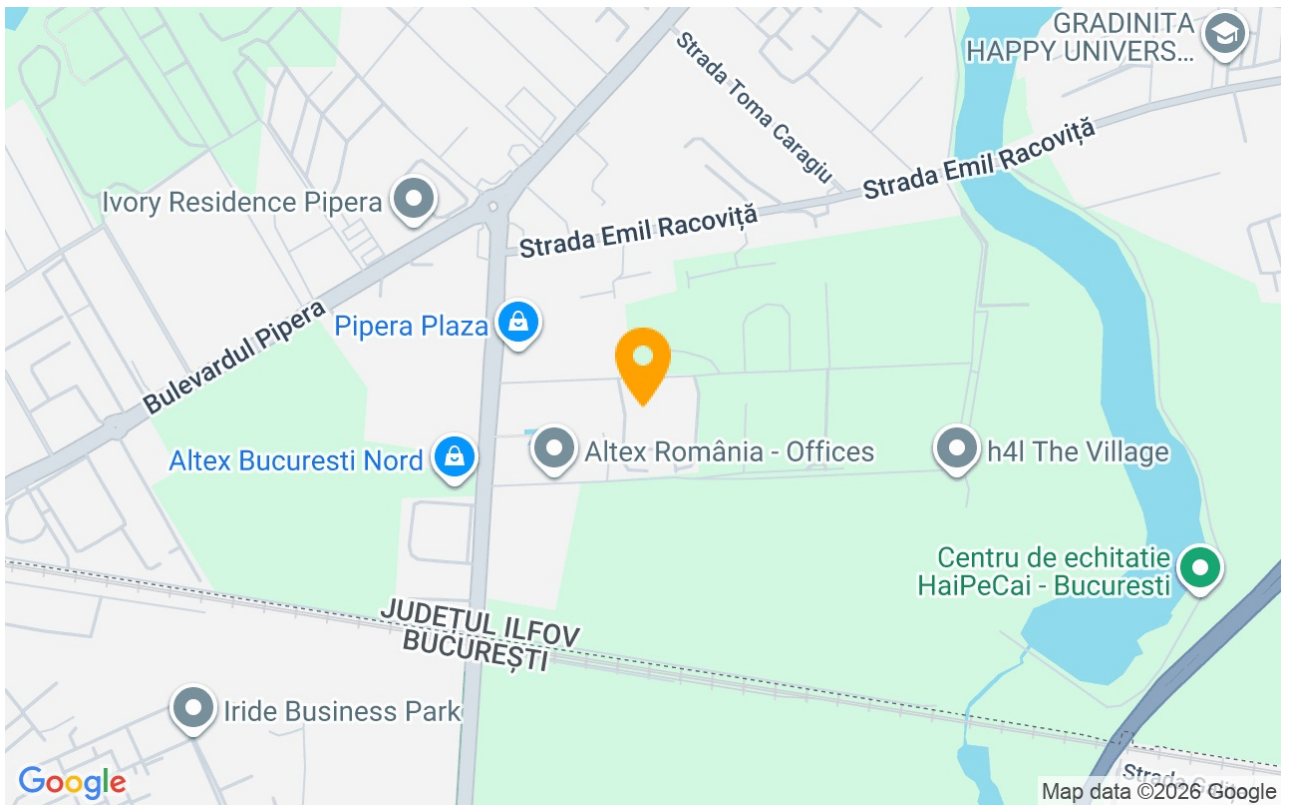 GRADINITA
HAPPY UNIVERS...
Strada Toma Caragiu
Strada Emil Racoviță
Ivory Residence Pipera
Strada Emil Racoviță
Bulevardul Pipera
Pipera Plaza
Altex Bucuresti Nord
Altex România - Offices
h4l The Village
Centru de echitatie
HaiPeCai - Bucuresti
JUDEȚUL ILFOV
BUCUREȘTI
Iride Business Park
Google
Strada
Map data ©2026 Google